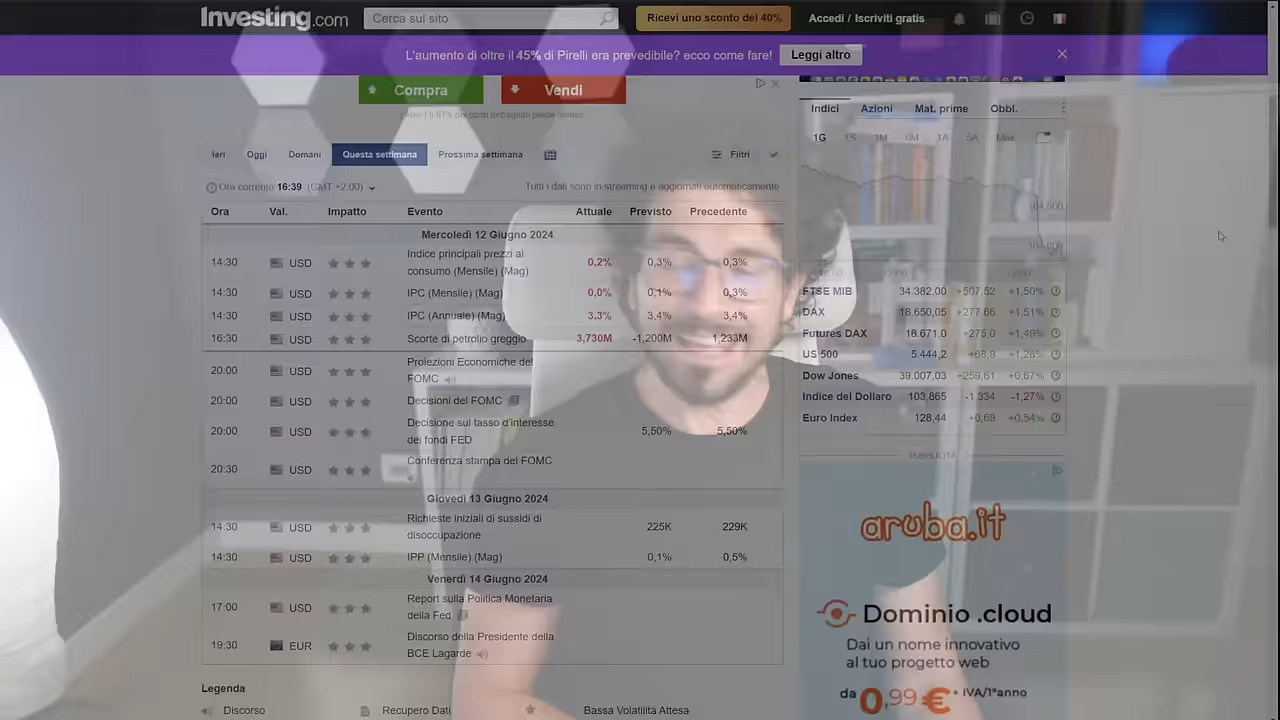 Investing.com
Cerca sul sito
Ricevi uno sconto del 40%
Accedi / Iscriviti gratis
L'aumento di oltre il 45% di Pirelli era prevedibile? ecco come fare!
Leggi altro
Compra
Vendi
Ieri Oggi Domani Questa settimana Prossima settimana
Filtri
Ora corrente 16:39 (GMT +2:00)
Tutti i dati sono in streaming e aggiornati automaticamente
Ora Val. Impatto Evento Attuale Previsto Precedente
Mercoledì 12 Giugno 2024
14:30 USD Indice principali prezzi al
consumo (Mensile) (Mag) 0,2% 0,3% 0,3%
14:30 USD IPC (Mensile) (Mag) 0,0% 0,1% 0,3%
14:30 USD IPC (Annuale) (Mag) 3,3% 3,4% 3,4%
16:30 USD Scorte di petrolio greggio 3,730M -1,200M 1,233M
20:00 USD Proiezioni Economiche del
FOMC
20:00 USD Decisioni del FOMC
20:00 USD Decisione sul tasso d'interesse
dei fondi FED 5,50% 5,50%
20:30 USD Conferenza stampa del FOMC
Giovedì 13 Giugno 2024
14:30 USD Richieste iniziali di sussidi di
disoccupazione 225K 229K
14:30 USD IPP (Mensile) (Mag) 0,1% 0,5%
Venerdì 14 Giugno 2024
17:00 USD Report sulla Politica Monetaria
della Fed
19:30 EUR Discorso della Presidente della
BCE Lagarde
Legenda
Discorso
Recupero Dati
Bassa Volatilità Attesa
Indici Azioni Mat. prime Obbl.
1G 1S 1M 6M 1A 5A Max
FTSE MIB 34.382,00 +507,52 +1,50%
DAX 18.650,05 +277,66 +1,51%
Futures DAX 18.671,0 +275,0 +1,49%
US 500 5.444,2 +68,9 +1,28%
Dow Jones 39.007,03 +259,61 +0,67%
Indice del Dollaro 103,865 -1,334 -1,27%
Euro Index 128,44 +0,69 +0,54%
PUBBLICITÀ
aruba.it
Dominio .cloud
Dai un nome innovativo
al tuo progetto web
da 0,99 €+ IVA/1°anno